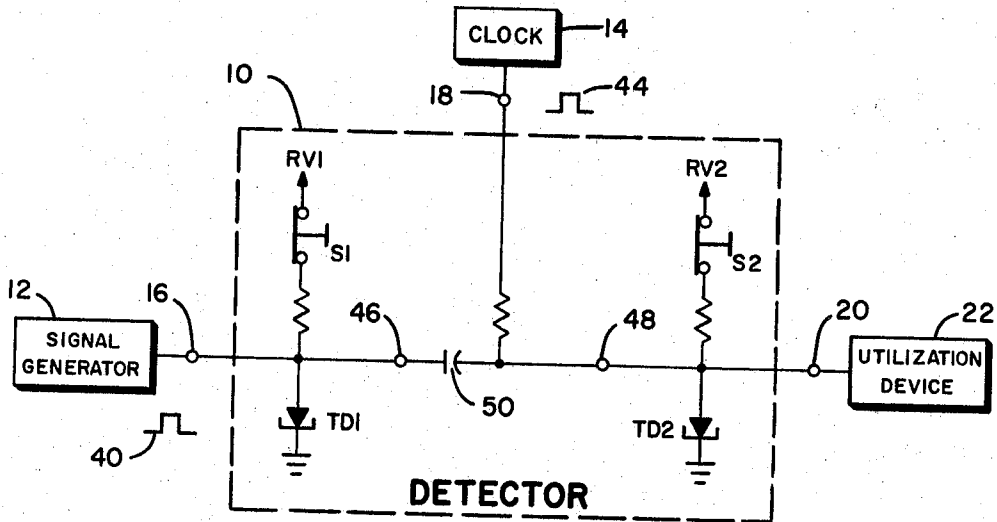 CLOCK
14
10
18
44
RV1
RV2
S1
S2
12
16
46
48
20
22
SIGNAL
GENERATOR
UTILIZATION
DEVICE
50
TD1
TD2
40
DETECTOR